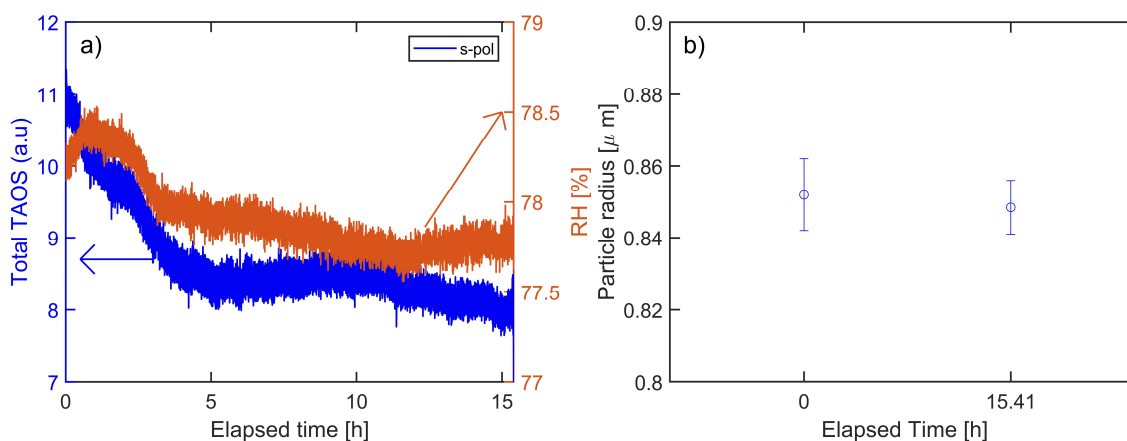 a)
s-pol
Total TAOS (a.u)
12
11
10
9
8
7
0
5
10
15
Elapsed time [h]
79
78.5
78
77.5
77
RH [%]
b)
Particle radius [μ m]
0.9
0.88
0.86
0.84
0.82
0.8
0
15.41
Elapsed Time [h]